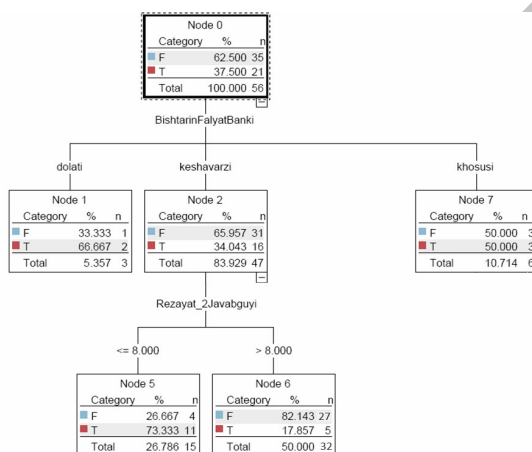 Node 0
Category % n
F 62.500 35
T 37.500 21
Total 100.000 56
BishtarinFalyatBanki
dolati
keshavarzi
khosusi
Node 1
Category % n
F 33.333 1
T 66.667 2
Total 5.357 3
Node 2
Category % n
F 65.957 31
T 34.043 16
Total 83.929 47
Node 7
Category % n
F 50.000 3
T 50.000 3
Total 10.714 6
Rezayat_2Javabguyi
<= 8.000
> 8.000
Node 5
Category % n
F 26.667 4
T 73.333 11
Total 26.786 15
Node 6
Category % n
F 82.143 27
T 17.857 5
Total 50.000 32